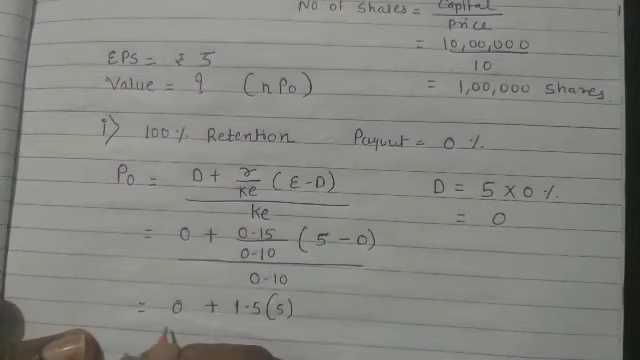 No. of shares = Capital / Price
= 10,00,000 / 10
EPS = ₹ 5
Value = ? (nP0)
= 1,00,000 shares.
i) 100% Retention Payout = 0 %
P0 = D + r/ke (E-D) / ke
D = 5 × 0 %
= 0
= 0 + 0.15/0.10 (5 - 0) / 0.10
= 0 + 1.5(5)